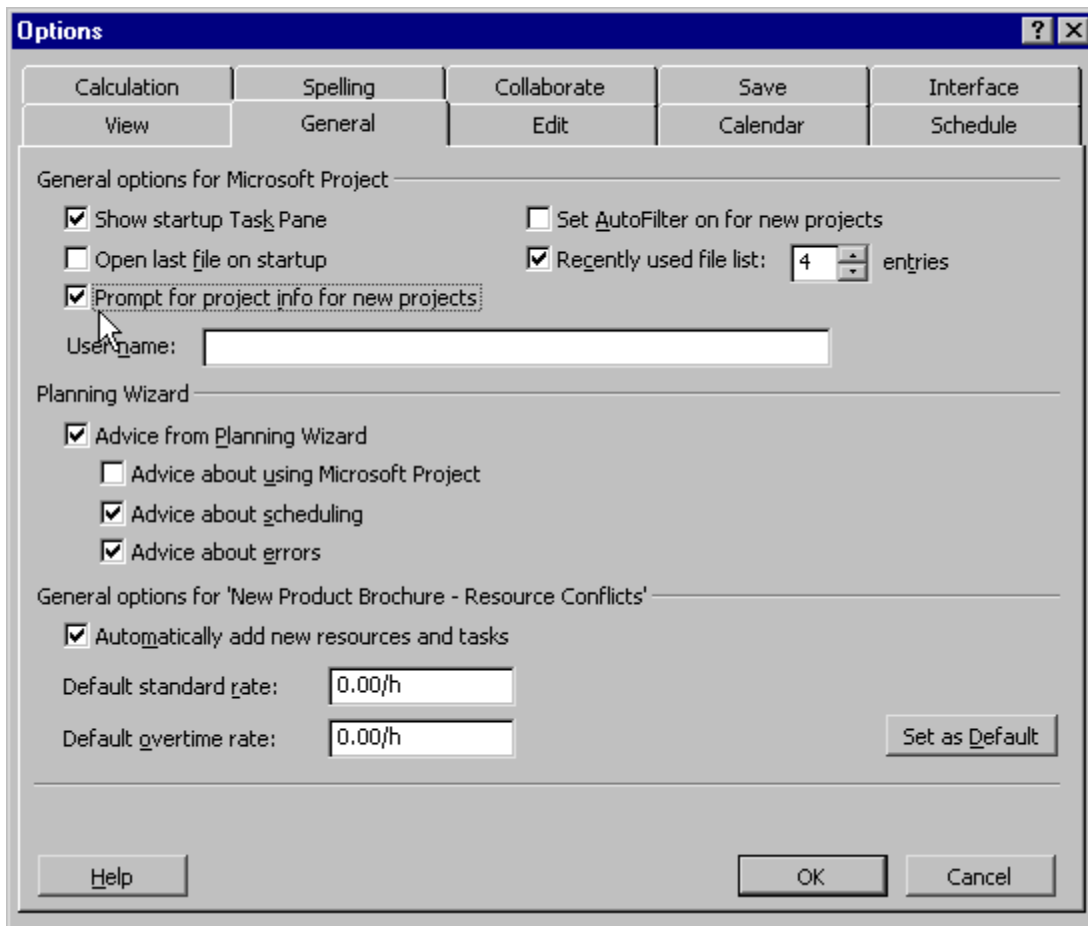 Options
Calculation Spelling Collaborate Save Interface
View General Edit Calendar Schedule
General options for Microsoft Project
Show startup Task Pane Set AutoFilter on for new projects
Open last file on startup Recently used file list: 4 entries
Prompt for project info for new projects
User name:
Planning Wizard
Advice from Planning Wizard
Advice about using Microsoft Project
Advice about scheduling
Advice about errors
General options for 'New Product Brochure - Resource Conflicts'
Automatically add new resources and tasks
Default standard rate: 0.00/h
Default overtime rate: 0.00/h Set as Default
Help OK Cancel